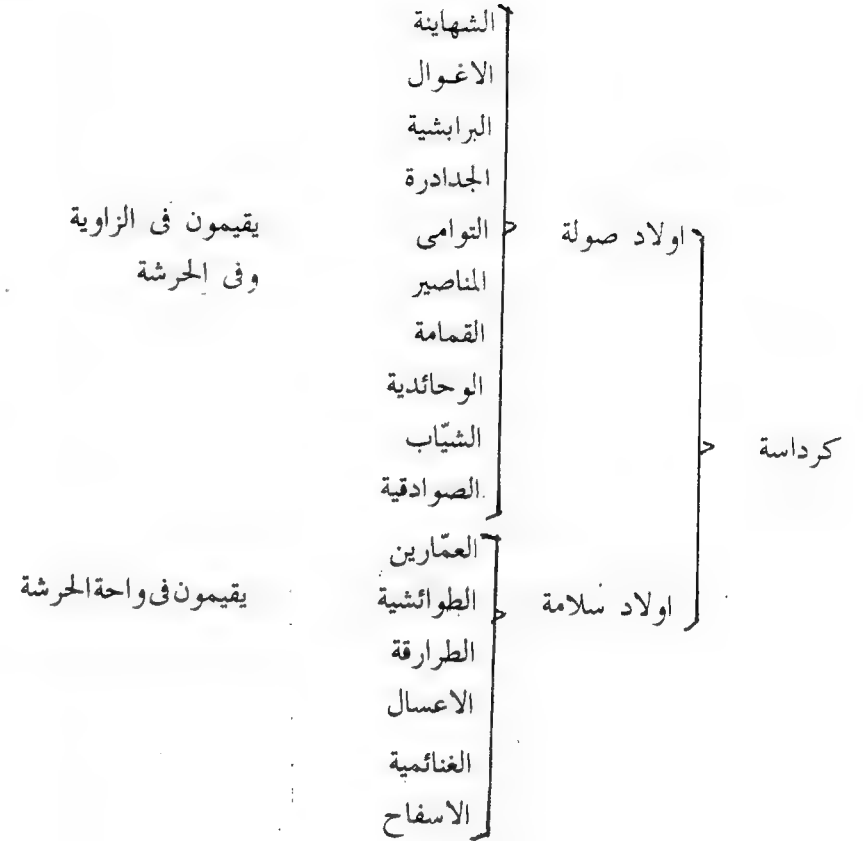 كرداسة
اولاد صولة
الشهاينة
الاغوال
البرابشية
الجدادرة
التوامى
المناصير
القمامة
الوحائدية
الشيّاب
الصوادقية
يقيمون فى الزاوية
وفى الحرشة
اولاد سلامة
العمّارين
الطوائشية
الطرارقة
الاعسال
الغنائمية
الاسفاح
يقيمون فى واحة الحرشة